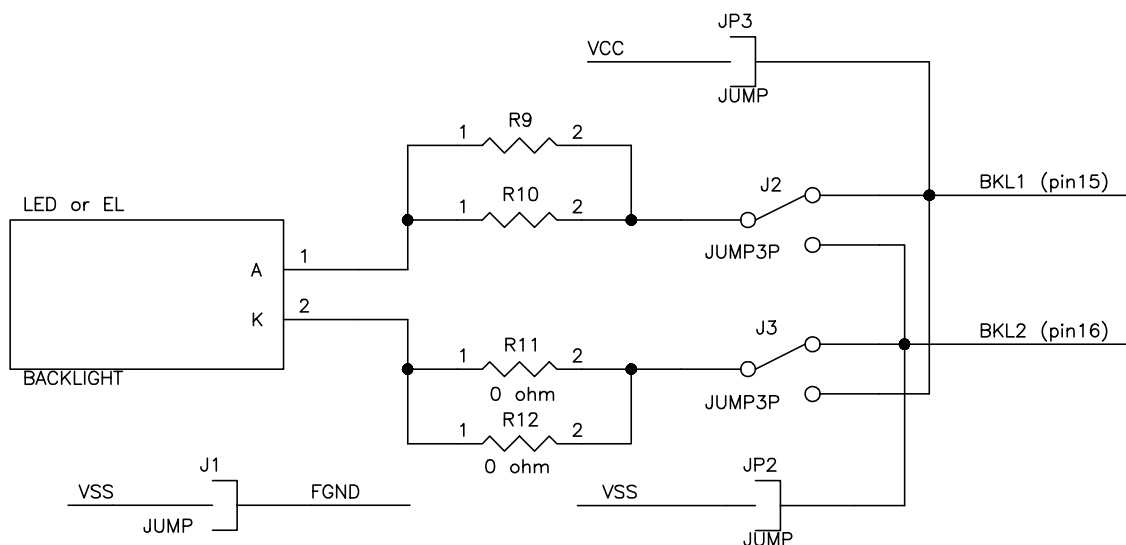 JP3
VCC
JUMP
R9
1 2
R10
1 2
J2
BKL1 (pin15)
JUMP3P
LED or EL
A 1
K 2
BACKLIGHT
J3
BKL2 (pin16)
JUMP3P
R11
1 2
0 ohm
R12
1 2
0 ohm
J1
VSS FGND
JUMP
JP2
VSS
JUMP